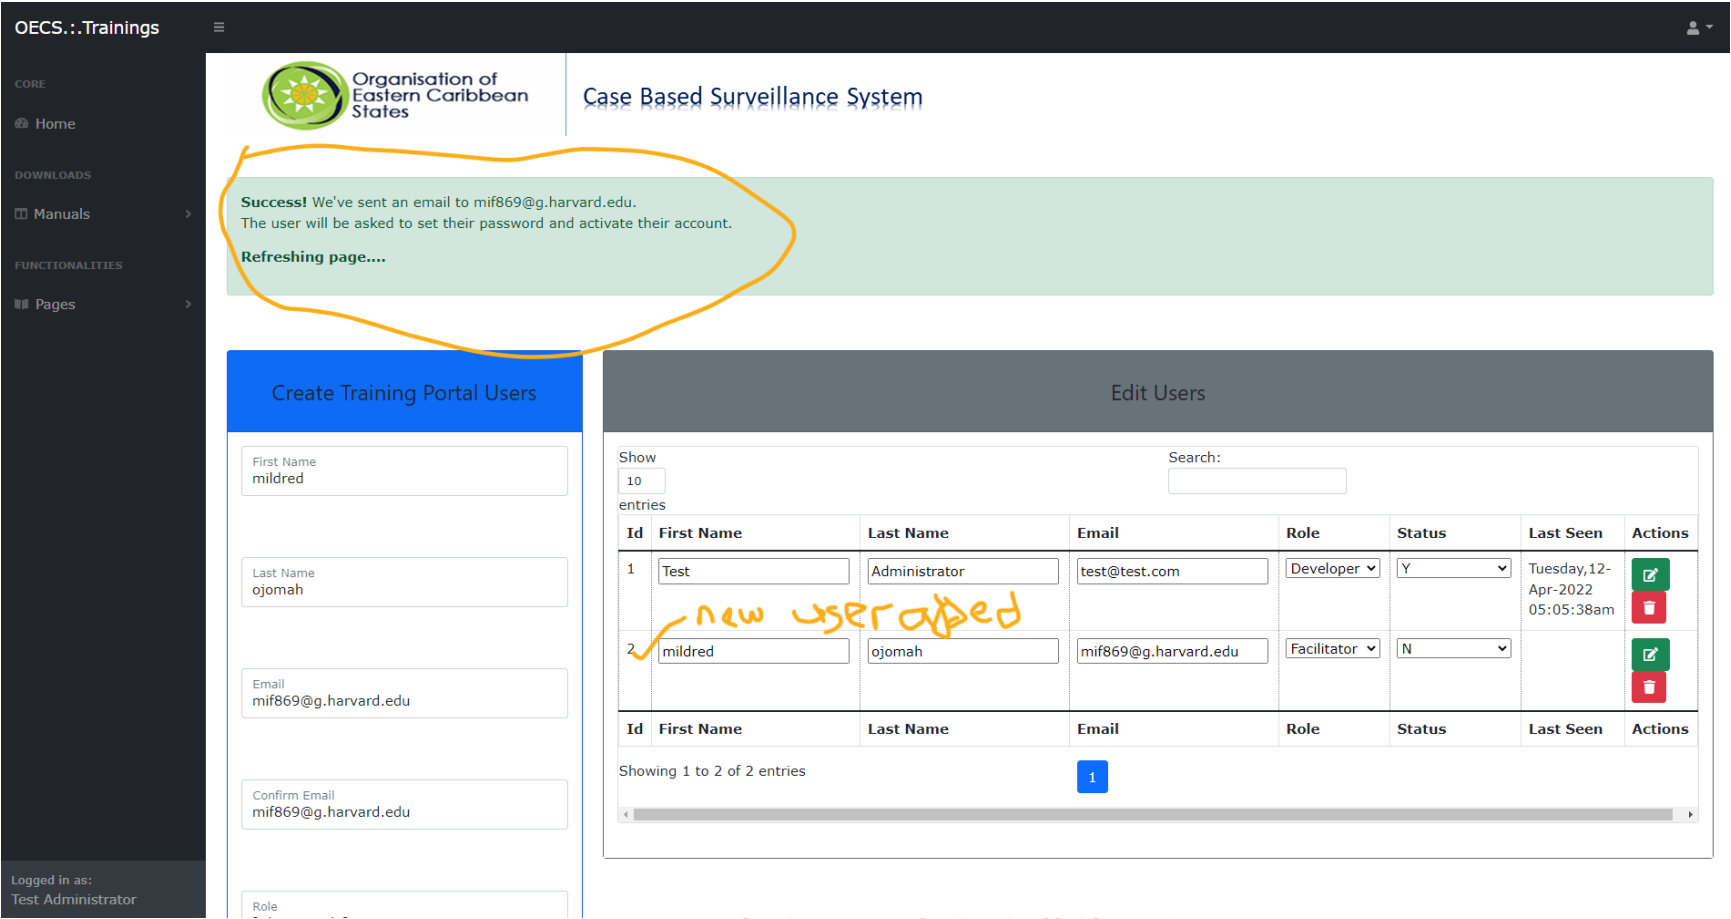 OECS.:.Trainings
CORE
Home
DOWNLOADS
Manuals
FUNCTIONALITIES
Pages
Logged in as:
Test Administrator
Organisation of
Eastern Caribbean
States
Case Based Surveillance System
Success! We've sent an email to mif869@g.harvard.edu.
The user will be asked to set their password and activate their account.
Refreshing page....
Create Training Portal Users
First Name
mildred
Last Name
ojomah
Email
mif869@g.harvard.edu
Confirm Email
mif869@g.harvard.edu
Role
Edit Users
Show
10
entries
Search:
Id First Name Last Name Email Role Status Last Seen Actions
1 Test Administrator test@test.com Developer Y Tuesday,12-
Apr-2022
05:05:38am
new user added
2 mildred ojomah mif869@g.harvard.edu Facilitator N
Id First Name Last Name Email Role Status Last Seen Actions
Showing 1 to 2 of 2 entries
1